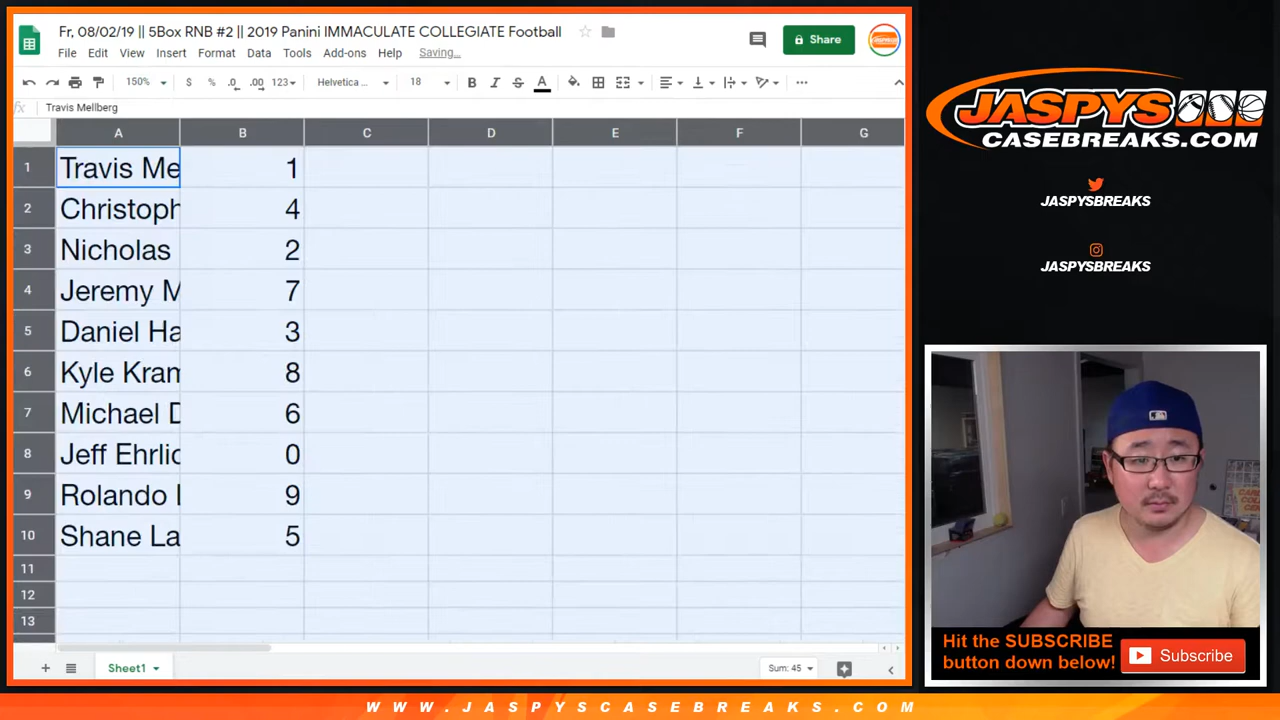 Fr, 08/02/19 || 5Box RNB #2 || 2019 Panini IMMACULATE COLLEGIATE Football
File Edit View Insert Format Data Tools Add-ons Help Saving...
Share
150% $ % .0 .00 123 Helvetica ... 18 B I S A
fx Travis Mellberg
A B C D E F G
1 Travis Me 1
2 Christoph 4
3 Nicholas 2
4 Jeremy M 7
5 Daniel Ha 3
6 Kyle Kram 8
7 Michael D 6
8 Jeff Ehrlic 0
9 Rolando 9
10 Shane La 5
11
12
13
Sheet1
Sum: 45
JASPYS
CASEBREAKS.COM
JASPYSBREAKS
JASPYSBREAKS
Hit the SUBSCRIBE
button down below!
Subscribe
WWW.JASPYSCASEBREAKS.COM